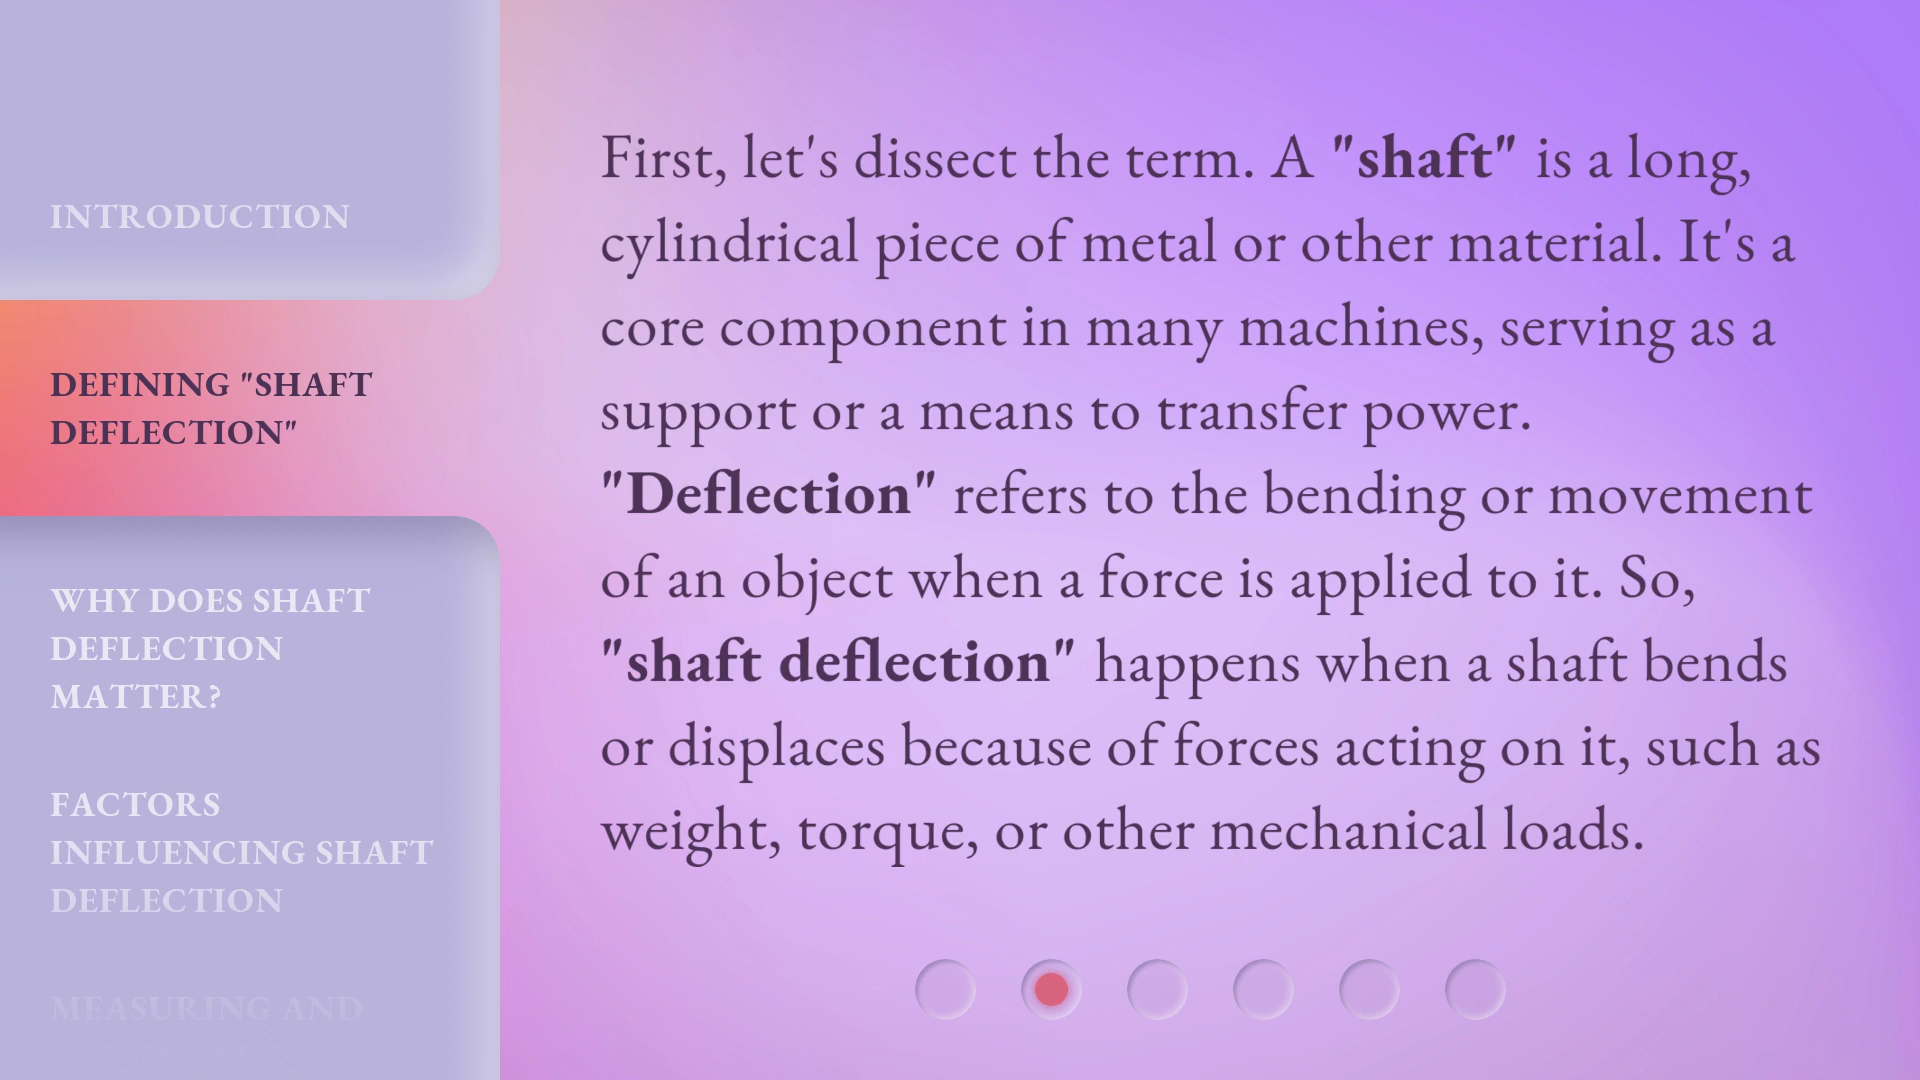 INTRODUCTION
DEFINING "SHAFT
DEFLECTION"
WHY DOES SHAFT
DEFLECTION
MATTER?
FACTORS
INFLUENCING SHAFT
DEFLECTION
MEASURING AND
First, let's dissect the term. A "shaft" is a long,
cylindrical piece of metal or other material. It's a
core component in many machines, serving as a
support or a means to transfer power.
"Deflection" refers to the bending or movement
of an object when a force is applied to it. So,
"shaft deflection" happens when a shaft bends
or displaces because of forces acting on it, such as
weight, torque, or other mechanical loads.